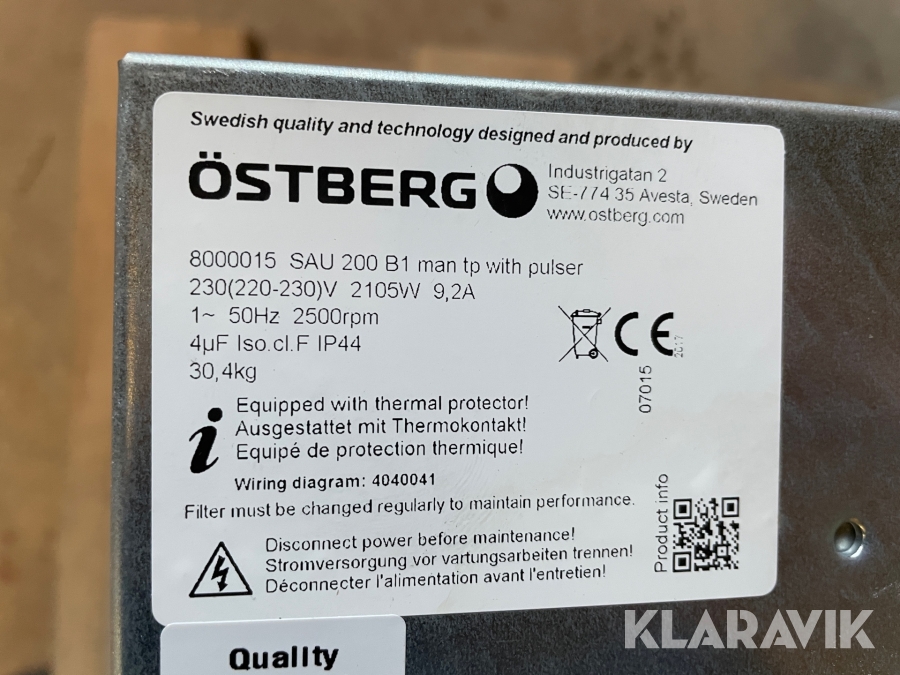 Swedish quality and technology designed and produced by
ÖSTBERG
Industrigatan 2
SE-774 35 Avesta, Sweden
www.ostberg.com
8000015 SAU 200 B1 man tp with pulser
230(220-230)V 2105W 9,2A
1~ 50Hz 2500rpm
4µF Iso.cl.F IP44
30,4kg
CE
2017
07015
i
Equipped with thermal protector!
Ausgestattet mit Thermokontakt!
Equipé de protection thermique!
Wiring diagram: 4040041
Filter must be changed regularly to maintain performance.
Product info
Disconnect power before maintenance!
Stromversorgung vor vartungsarbeiten trennen!
Déconnecter l'alimentation avant l'entretien!
KLARAVIK
Quality